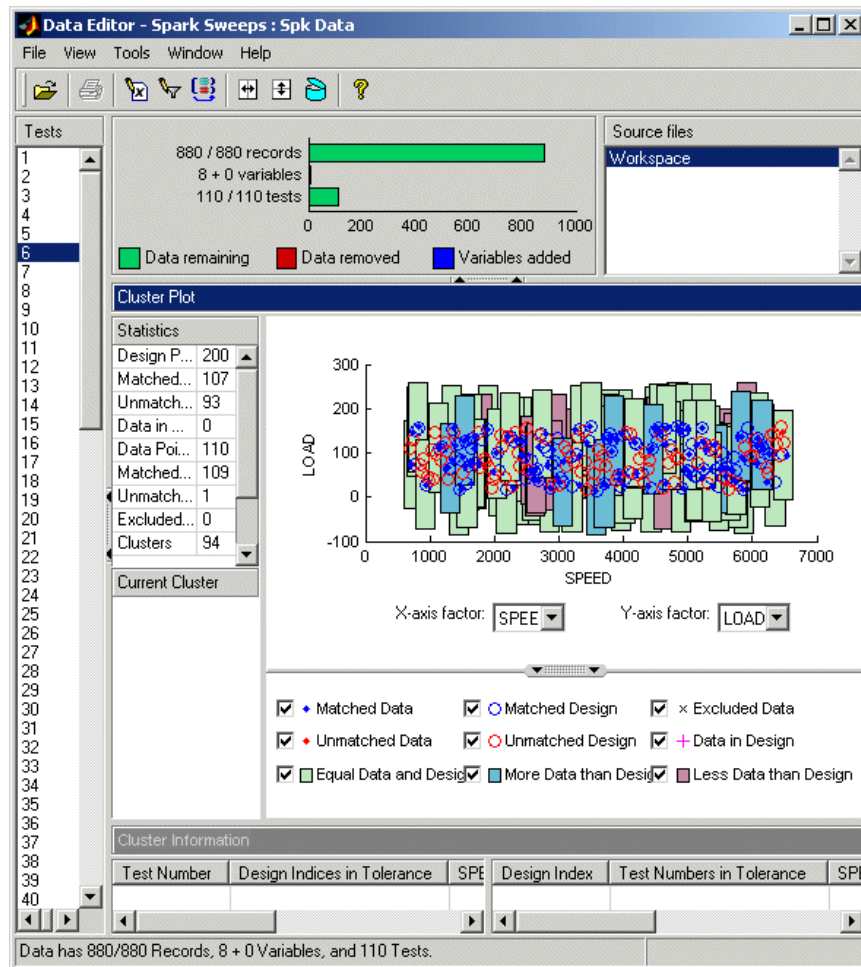 Data Editor - Spark Sweeps : Spk Data
File View Tools Window Help
Tests
1
2
3
4
5
6
7
8
9
10
11
12
13
14
15
16
17
18
19
20
21
22
23
24
25
26
27
28
29
30
31
32
33
34
35
36
37
38
39
40
880 / 880 records
8 + 0 variables
110 / 110 tests
0 200 400 600 800 1000
Data remaining Data removed Variables added
Source files
Workspace
Cluster Plot
Statistics
Design P... 200
Matched... 107
Unmatch... 93
Data in ... 0
Data Poi... 110
Matched... 109
Unmatch... 1
Excluded... 0
Clusters 94
Current Cluster
300
200
100
0
-100
LOAD
0 1000 2000 3000 4000 5000 6000 7000
SPEED
X-axis factor: SPEE Y-axis factor: LOAD
Matched Data Matched Design Excluded Data
Unmatched Data Unmatched Design Data in Design
Equal Data and Desig More Data than Desig Less Data than Design
Cluster Information
Test Number Design Indices in Tolerance SPE Design Index Test Numbers in Tolerance SPE
Data has 880/880 Records, 8 + 0 Variables, and 110 Tests.